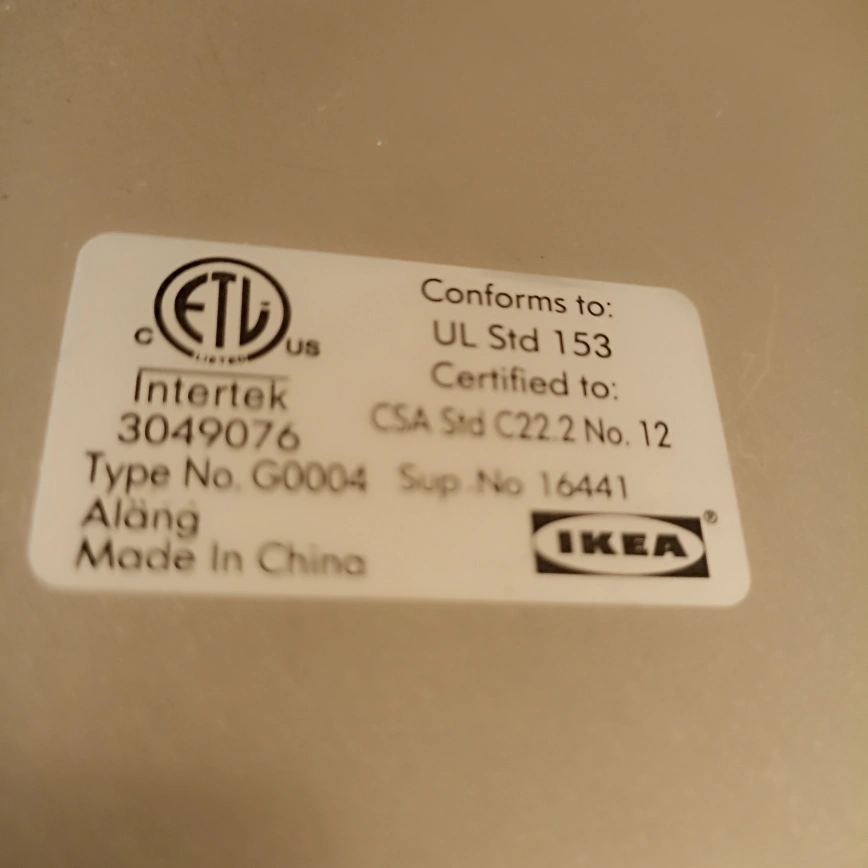 ETL
LISTED
C US
Intertek
3049076
Conforms to:
UL Std 153
Certified to:
CSA Std C22.2 No. 12
Type No. G0004 Sup.No 16441
Aläng
Made In China
IKEA®